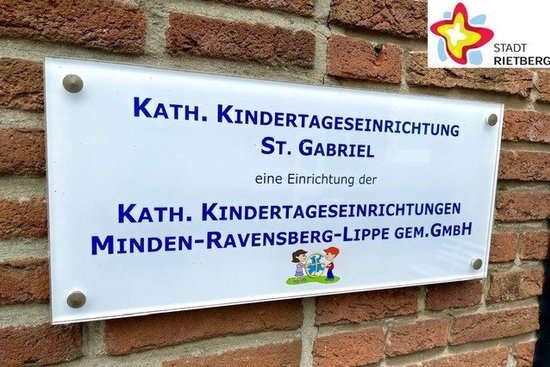 STADT
RIETBERG
KATH. KINDERTAGESEINRICHTUNG
ST. GABRIEL
eine Einrichtung der
KATH. KINDERTAGESEINRICHTUNGEN
MINDEN-RAVENSBERG-LIPPE GEM.GMBH